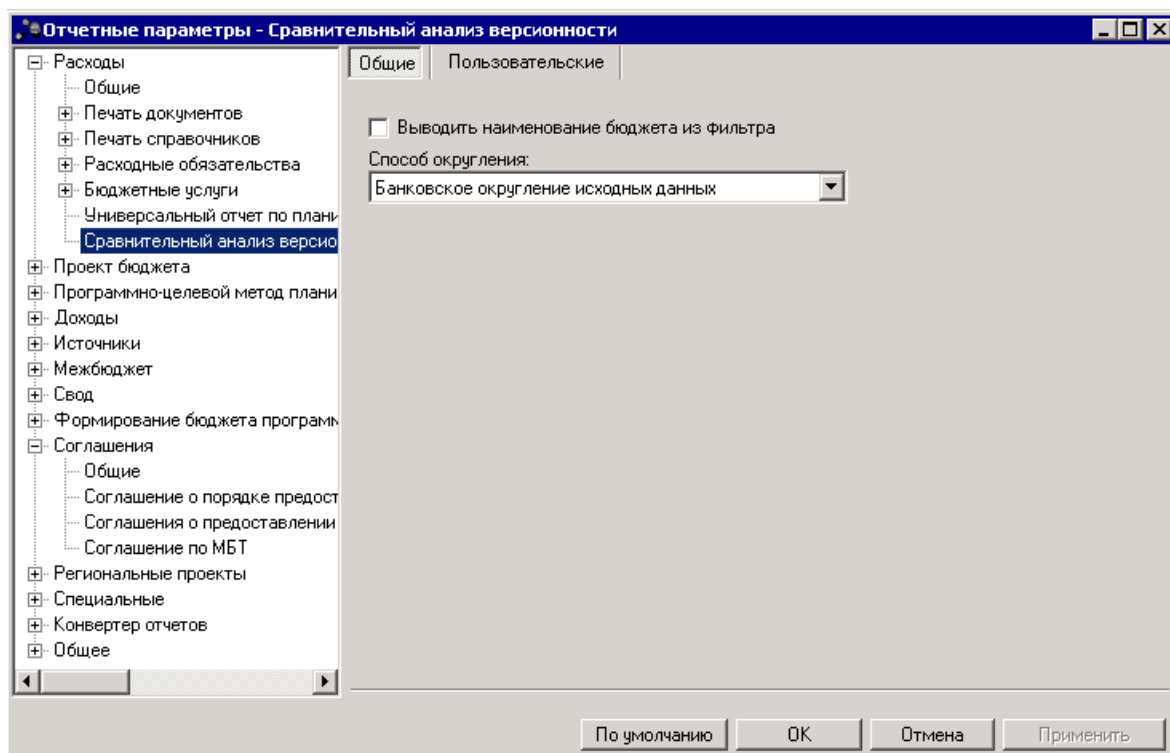 Отчетные параметры - Сравнительный анализ версионности
Расходы
Общие
Печать документов
Печать справочников
Расходные обязательства
Бюджетные услуги
Универсальный отчет по плани
Сравнительный анализ версио
Проект бюджета
Программно-целевой метод плани
Доходы
Источники
Межбюджет
Свод
Формирование бюджета программ
Соглашения
Общие
Соглашение о порядке предост
Соглашения о предоставлении
Соглашение по МБТ
Региональные проекты
Специальные
Конвертер отчетов
Общее
Общие
Пользовательские
Выводить наименование бюджета из фильтра
Способ округления:
Банковское округление исходных данных
По умолчанию
OK
Отмена
Применить